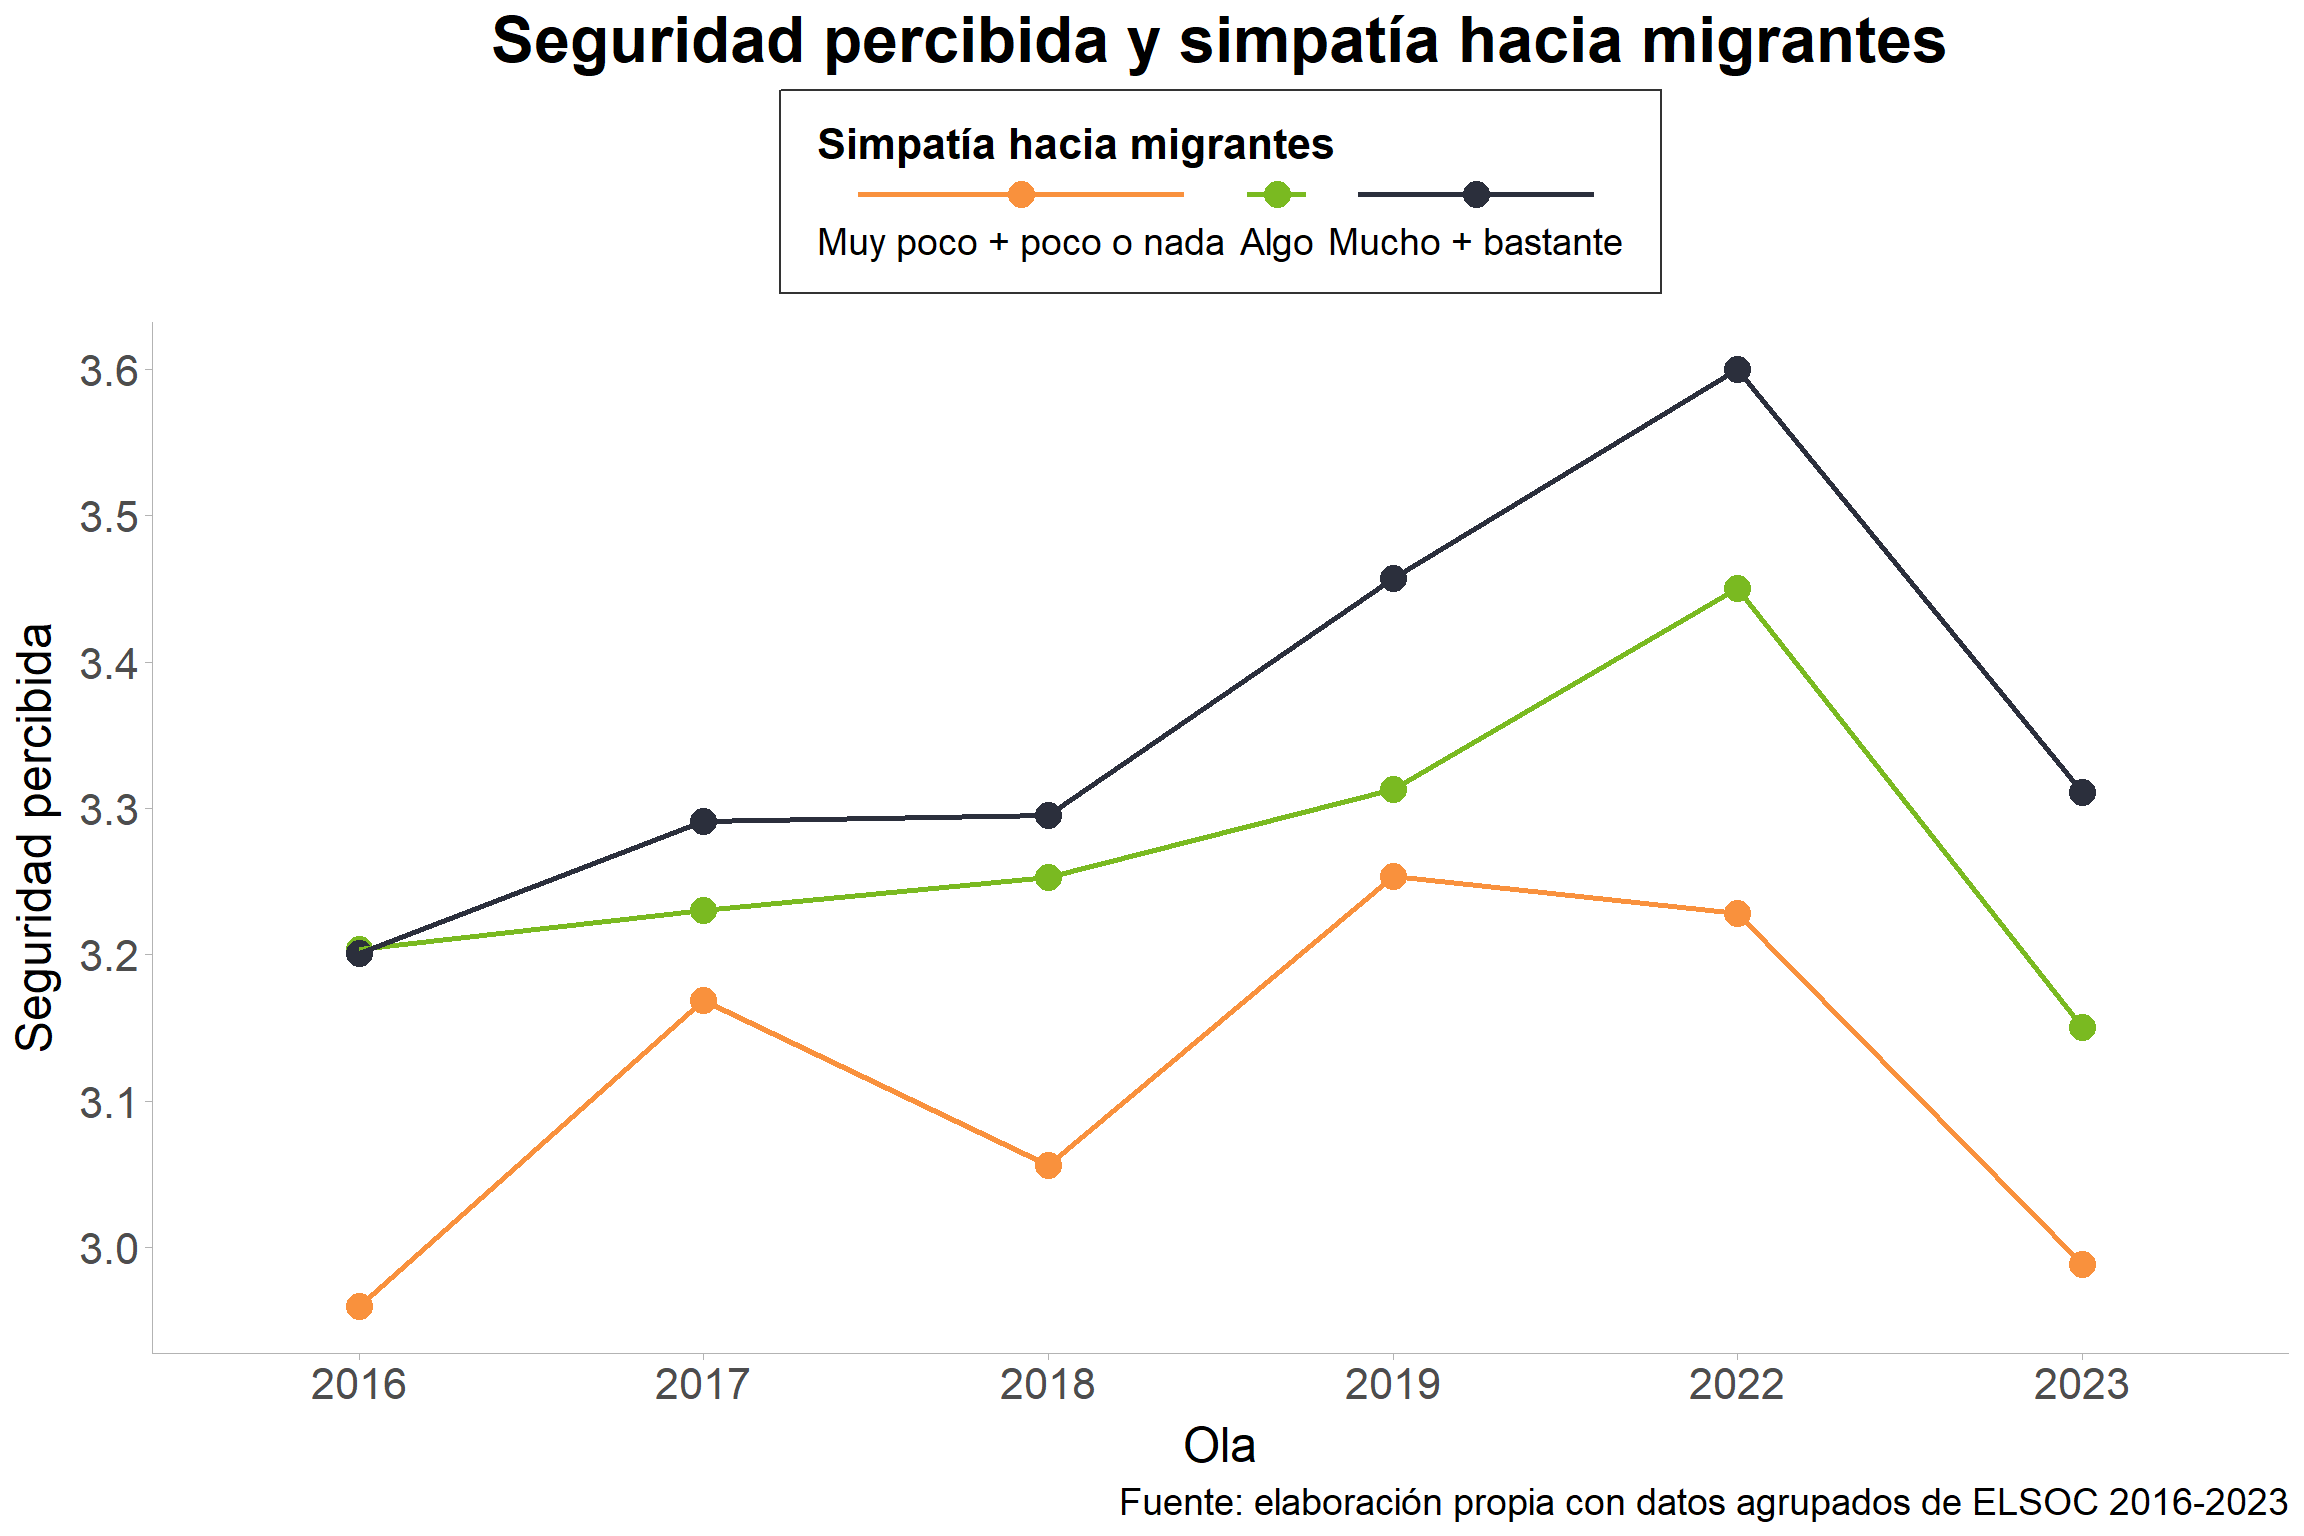 Seguridad percibida y simpatía hacia migrantes
Simpatía hacia migrantes
Muy poco + poco o nada Algo Mucho + bastante
Seguridad percibida
3.6
3.5
3.4
3.3
3.2
3.1
3.0
2016 2017 2018 2019 2022 2023
Ola
Fuente: elaboración propia con datos agrupados de ELSOC 2016-2023